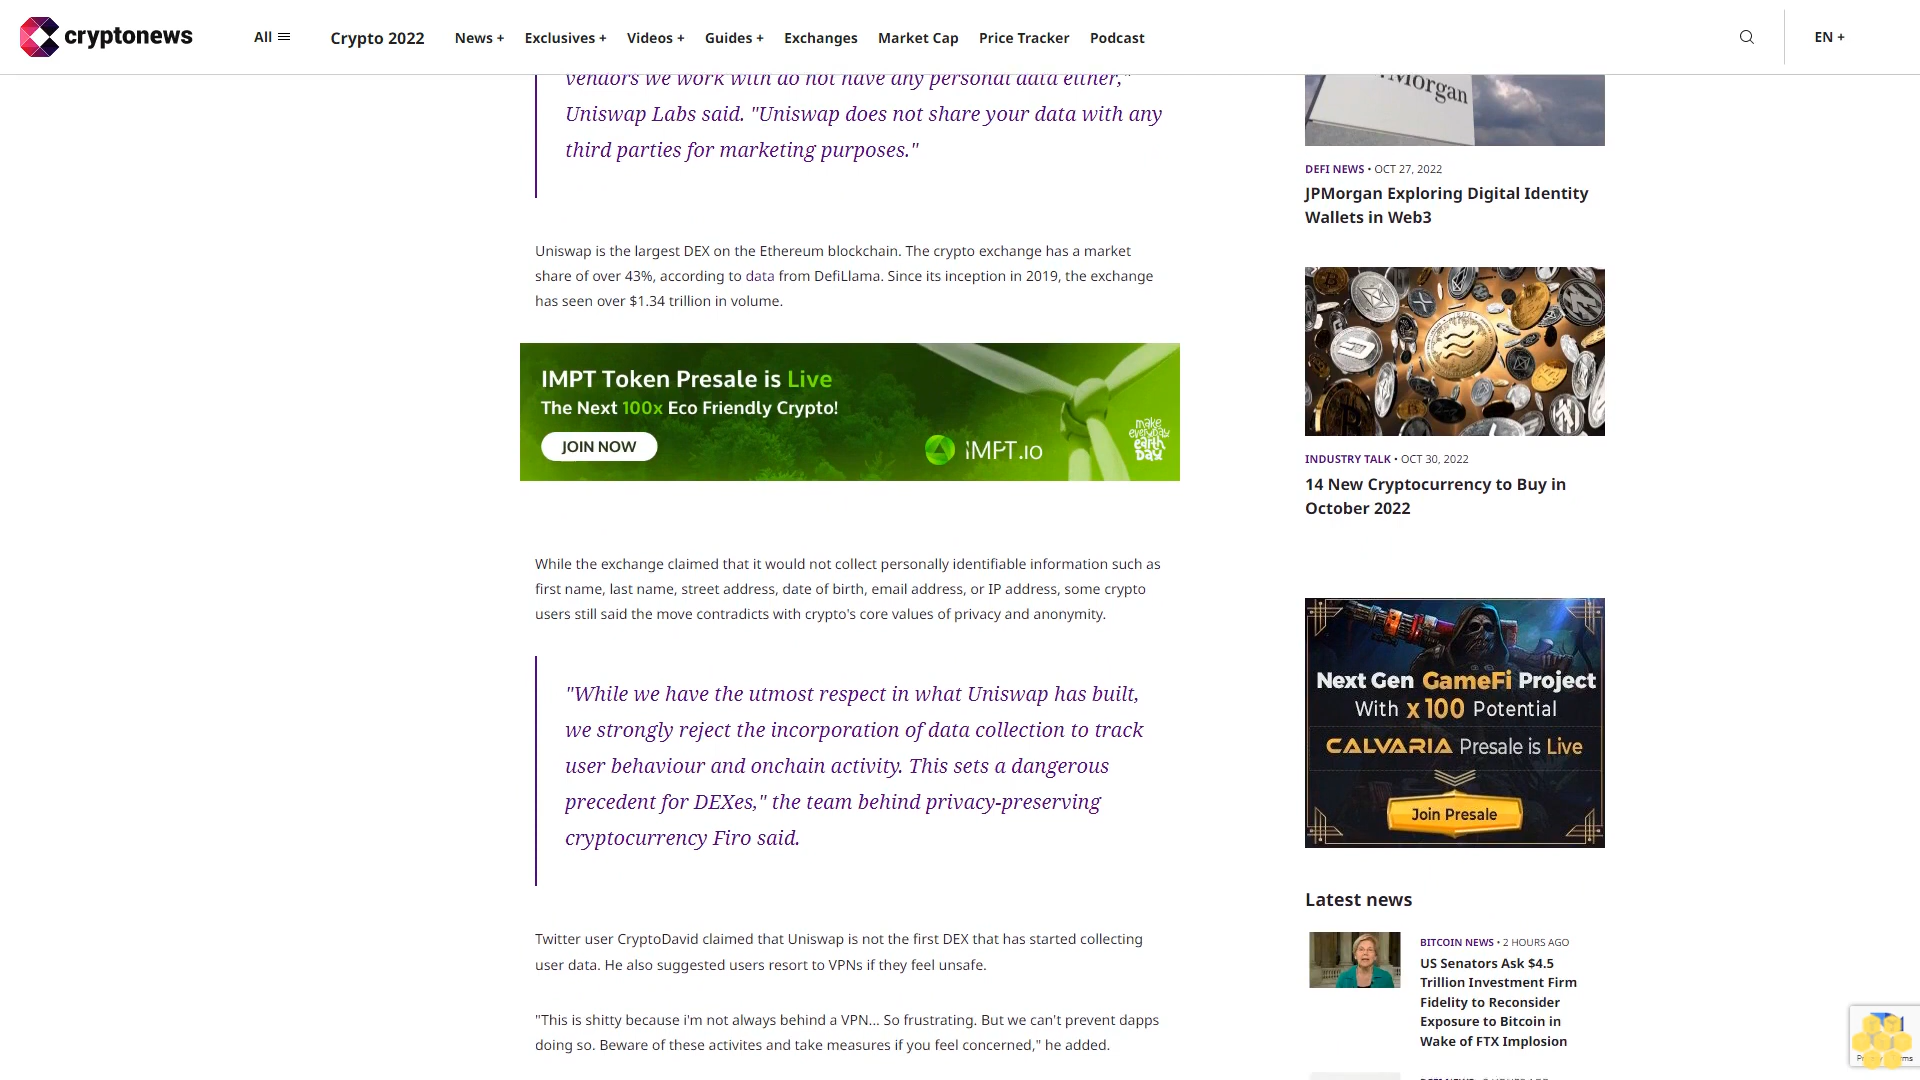 cryptonews
All
Crypto 2022
News +
Exclusives +
Videos +
Guides +
Exchanges
Market Cap
Price Tracker
Podcast
EN +
vendors we work with do not have any personal data either,"
Uniswap Labs said. "Uniswap does not share your data with any
third parties for marketing purposes."
Uniswap is the largest DEX on the Ethereum blockchain. The crypto exchange has a market
share of over 43%, according to data from DefiLlama. Since its inception in 2019, the exchange
has seen over $1.34 trillion in volume.
IMPT Token Presale is Live
The Next 100x Eco Friendly Crypto!
JOIN NOW
IMPT.IO
make
everyday
earth
day
While the exchange claimed that it would not collect personally identifiable information such as
first name, last name, street address, date of birth, email address, or IP address, some crypto
users still said the move contradicts with crypto's core values of privacy and anonymity.
"While we have the utmost respect in what Uniswap has built,
we strongly reject the incorporation of data collection to track
user behaviour and onchain activity. This sets a dangerous
precedent for DEXes," the team behind privacy-preserving
cryptocurrency Firo said.
Twitter user CryptoDavid claimed that Uniswap is not the first DEX that has started collecting
user data. He also suggested users resort to VPNs if they feel unsafe.
"This is shitty because i'm not always behind a VPN... So frustrating. But we can't prevent dapps
doing so. Beware of these activites and take measures if you feel concerned," he added.
Morgan
DEFI NEWS • OCT 27, 2022
JPMorgan Exploring Digital Identity
Wallets in Web3
INDUSTRY TALK • OCT 30, 2022
14 New Cryptocurrency to Buy in
October 2022
Next Gen GameFi Project
With x 100 Potential
CALVARIA Presale is Live
Join Presale
Latest news
BITCOIN NEWS • 2 HOURS AGO
US Senators Ask $4.5
Trillion Investment Firm
Fidelity to Reconsider
Exposure to Bitcoin in
Wake of FTX Implosion